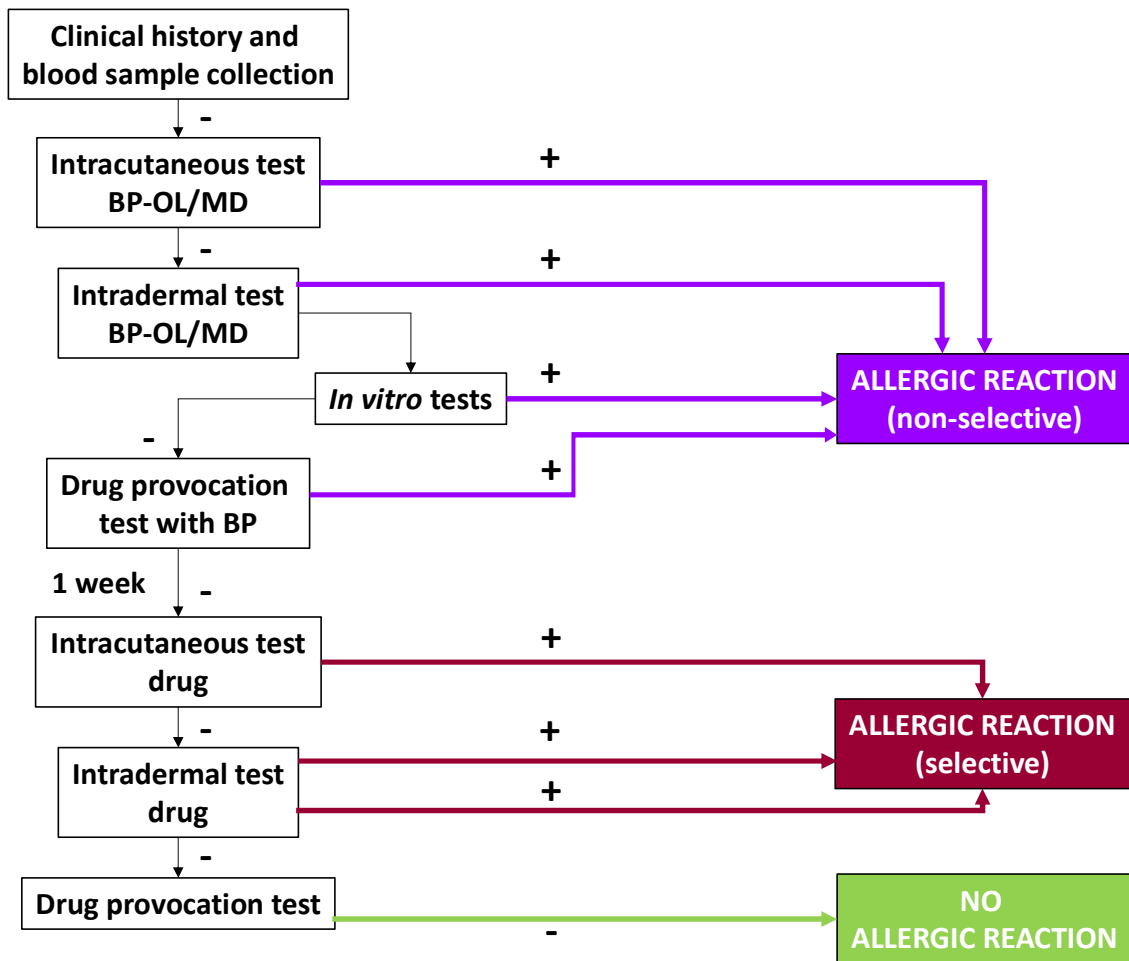 Clinical history and
blood sample collection
-
Intracutaneous test
BP-OL/MD
+
-
Intradermal test
BP-OL/MD
+
In vitro tests
+
ALLERGIC REACTION
(non-selective)
-
Drug provocation
test with BP
+
1 week
-
Intracutaneous test
drug
+
-
Intradermal test
drug
+
+
ALLERGIC REACTION
(selective)
-
Drug provocation test
-
NO
ALLERGIC REACTION